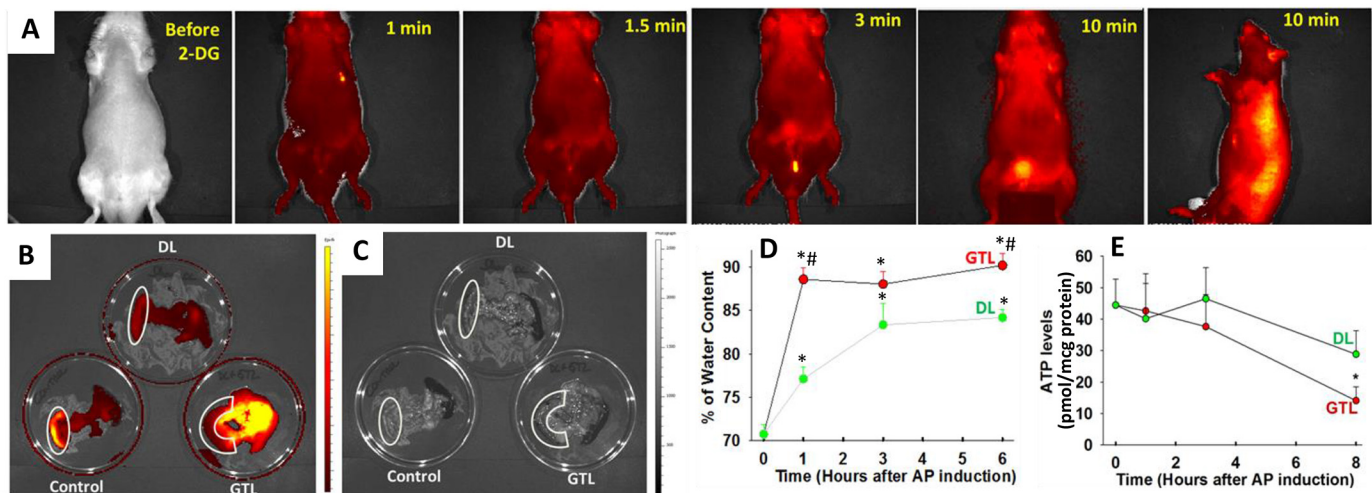 A
Before
2-DG
1 min
1.5 min
3 min
10 min
10 min
B
DL
Control
GTL
C
DL
Control
GTL
D
% of Water Content
90
85
80
75
70
*#
*
*#
GTL
*
*
*
DL
0 1 2 3 4 5 6
Time (Hours after AP induction)
E
ATP levels
(pmol/mcg protein)
60
50
40
30
20
10
0
DL
*
GTL
0 2 4 6 8
Time (Hours after AP induction)